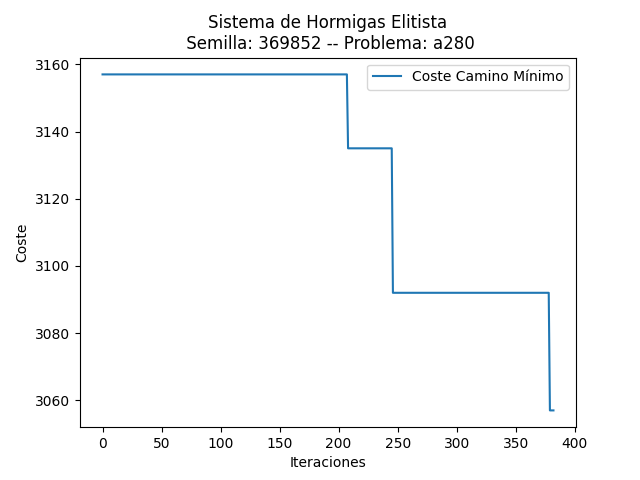 Sistema de Hormigas Elitista
Semilla: 369852 -- Problema: a280
Coste Camino Mínimo
3160
3140
3120
3100
3080
3060
Coste
0 50 100 150 200 250 300 350 400
Iteraciones